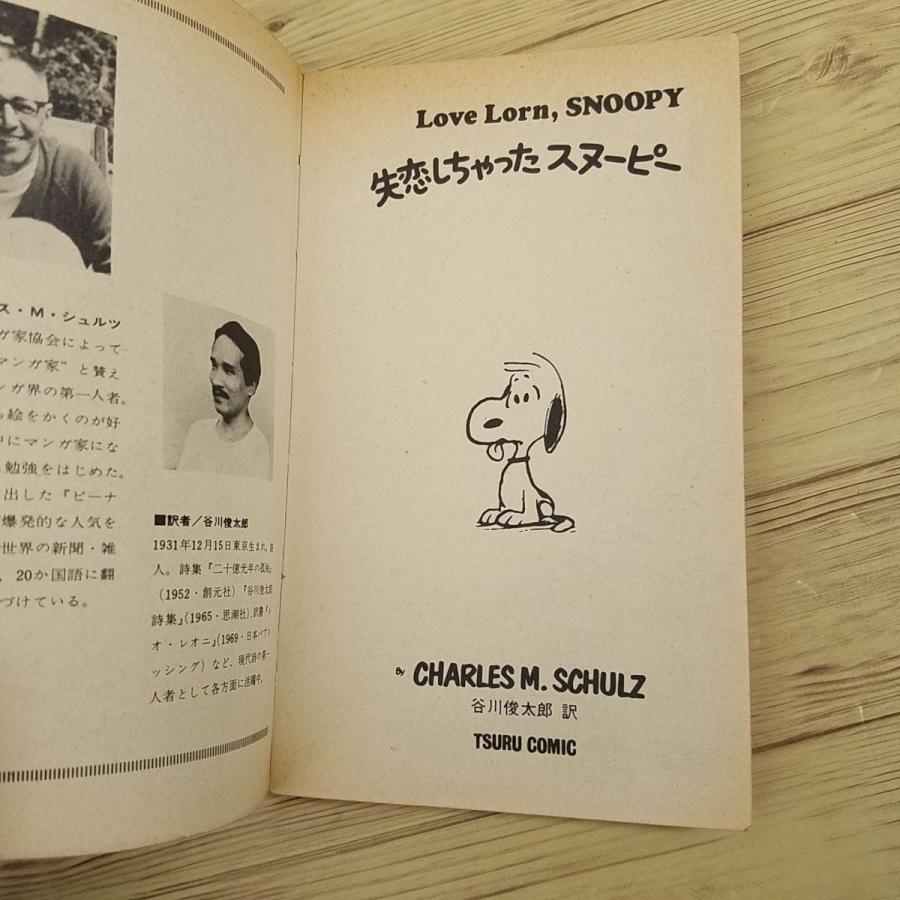 ス・M・シュルツ
ガ家協会によって
マンガ家”と賛え
ンガ界の第一人者。
ら絵をかくのが好
中にマンガ家にな
勉強をはじめた。
出した『ピーナ
爆発的な人気を
世界の新聞・雑
、20か国語に翻
づけている。
■訳者／谷川俊太郎
1931年12月15日東京生まれ。詩
人。詩集『二十億光年の孤独』
（1952・創元社）『谷川俊太郎
詩集』（1965・思潮社）、訳書『レ
オ・レオニ』（1969・日本パブリ
ッシング）など、現代詩の第一
人者として各方面に活躍中。
Love Lorn, SNOOPY
失恋しちゃったスヌーピー
By CHARLES M. SCHULZ
谷川俊太郎 訳
TSURU COMIC